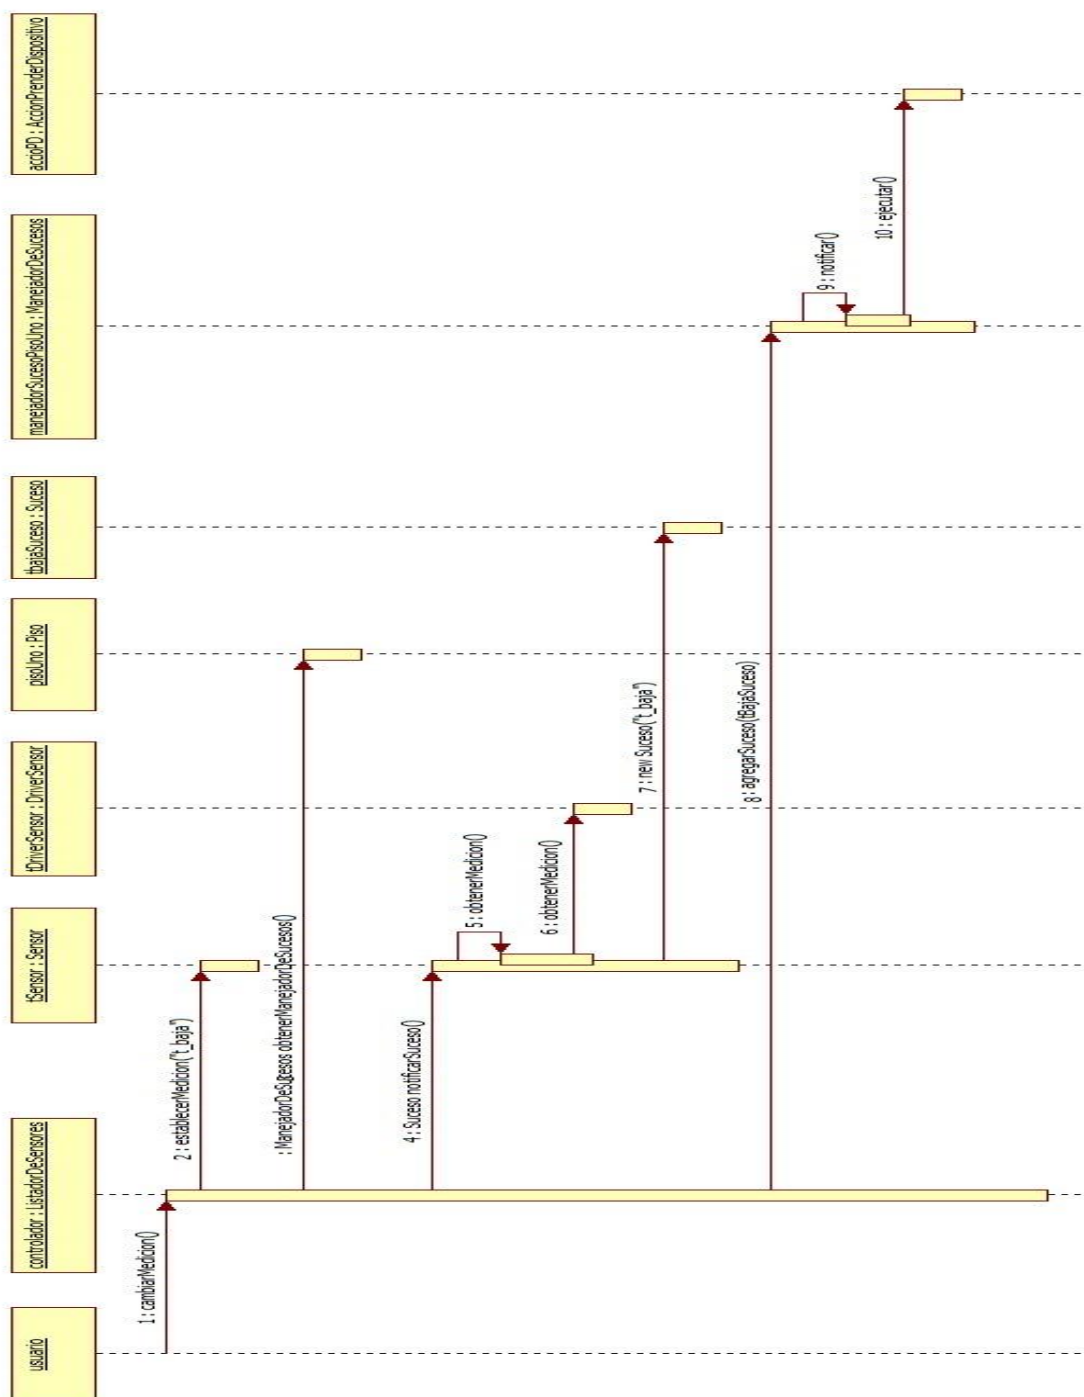 usuario
controlador : ListadorDeSensores
tSensor : Sensor
tDriverSensor : DriverSensor
pisoUno : Piso
tbajaSuceso : Suceso
manejadorSucesoPisoUno : ManejadorDeSucesos
accioPD : AccionPrenderDispositivo
1 : cambiarMedicion()
2 : establecerMedicion("t_baja")
: ManejadorDeSucesos obtenerManejadorDeSucesos()
4 : Suceso notificarSuceso()
5 : obtenerMedicion()
6 : obtenerMedicion()
7 : new Suceso("t_baja")
8 : agregarSuceso(tBajaSuceso)
9 : notificar()
10 : ejecutar()